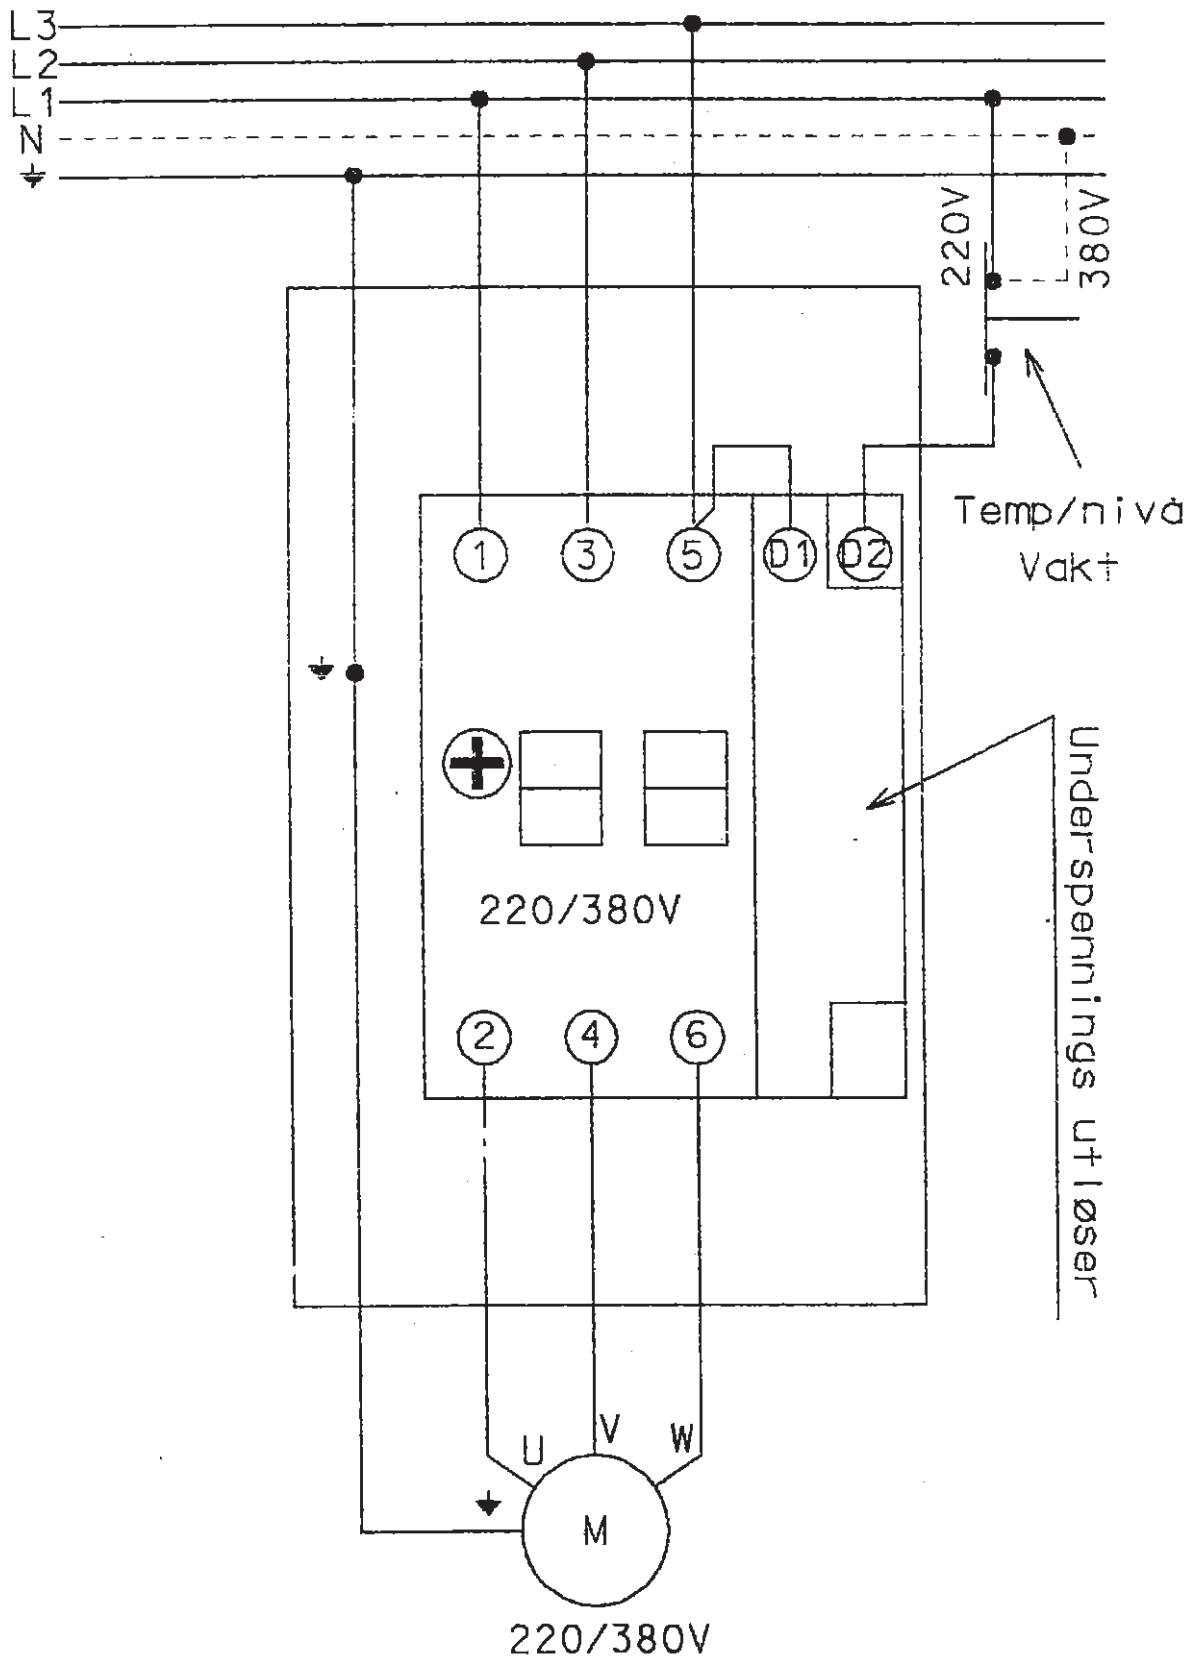 L3
L2
L1
N
220V
380V
Temp/nivå
Vakt
1 3 5 D1 D2
Underspennings utløser
220/380V
2 4 6
U V W
M
220/380V